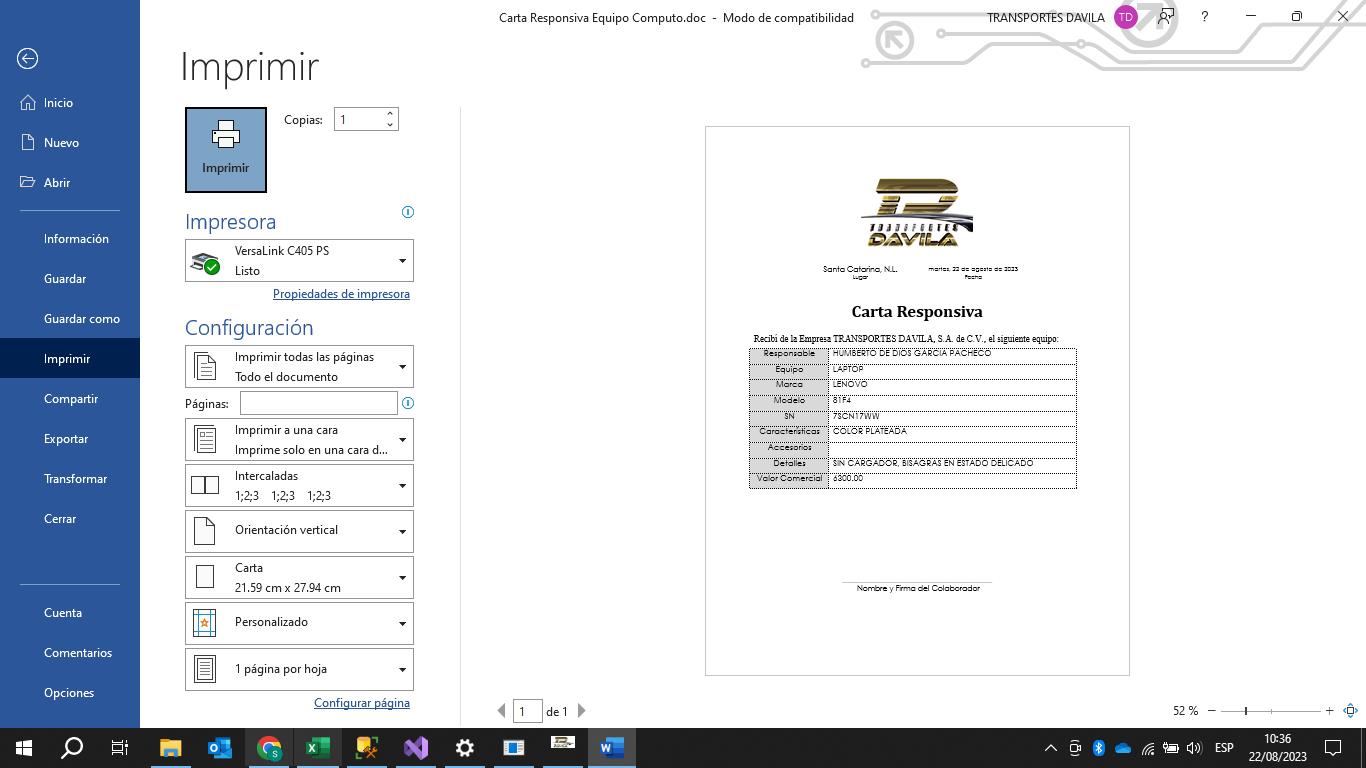 Carta Responsiva Equipo Computo.doc - Modo de compatibilidad
TRANSPORTES DAVILA
TD
?
Imprimir
Inicio
Nuevo
Abrir
Información
Guardar
Guardar como
Imprimir
Compartir
Exportar
Transformar
Cerrar
Cuenta
Comentarios
Opciones
Imprimir
Copias: 1
Impresora
VersaLink C405 PS
Listo
Propiedades de impresora
Configuración
Imprimir todas las páginas
Todo el documento
Páginas:
Imprimir a una cara
Imprime solo en una cara d...
Intercaladas
1;2;3 1;2;3 1;2;3
Orientación vertical
Carta
21.59 cm x 27.94 cm
Personalizado
1 página por hoja
Configurar página
TRANSPORTES
DAVILA
Santa Catarina, N.L. martes, 22 de agosto de 2023
Lugar Fecha
Carta Responsiva
Recibí de la Empresa TRANSPORTES DAVILA, S.A. de C.V., el siguiente equipo:
Responsable HUMBERTO DE DIOS GARCIA PACHECO
Equipo LAPTOP
Marca LENOVO
Modelo 81F4
SN 7SCN17WW
Características COLOR PLATEADA
Accesorios
Detalles SIN CARGADOR, BISAGRAS EN ESTADO DELICADO
Valor Comercial 6300.00
Nombre y Firma del Colaborador
1 de 1
52 %
DAVILA
ESP
10:36
22/08/2023